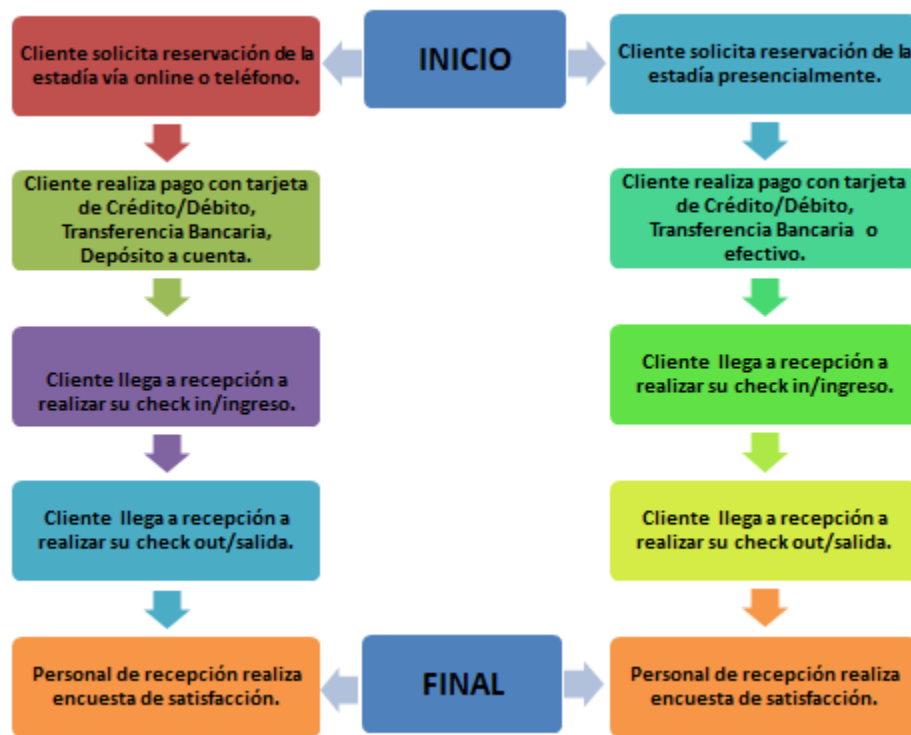 INICIO
Cliente solicita reservación de la
estadía vía online o teléfono.
Cliente realiza pago con tarjeta
de Crédito/Débito,
Transferencia Bancaria,
Depósito a cuenta.
Cliente llega a recepción a
realizar su check in/ingreso.
Cliente llega a recepción a
realizar su check out/salida.
Personal de recepción realiza
encuesta de satisfacción.
Cliente solicita reservación de la
estadía presencialmente.
Cliente realiza pago con tarjeta
de Crédito/Débito,
Transferencia Bancaria o
efectivo.
Cliente llega a recepción a
realizar su check in/ingreso.
Cliente llega a recepción a
realizar su check out/salida.
Personal de recepción realiza
encuesta de satisfacción.
FINAL